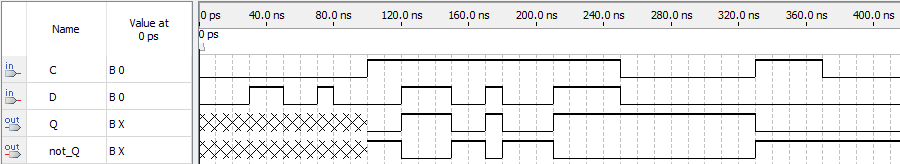 Name
Value at
0 ps
0 ps 40.0 ns 80.0 ns 120.0 ns 160.0 ns 200.0 ns 240.0 ns 280.0 ns 320.0 ns 360.0 ns 400.0 ns
0 ps
in C B 0
in D B 0
out Q B X
out not_Q B X